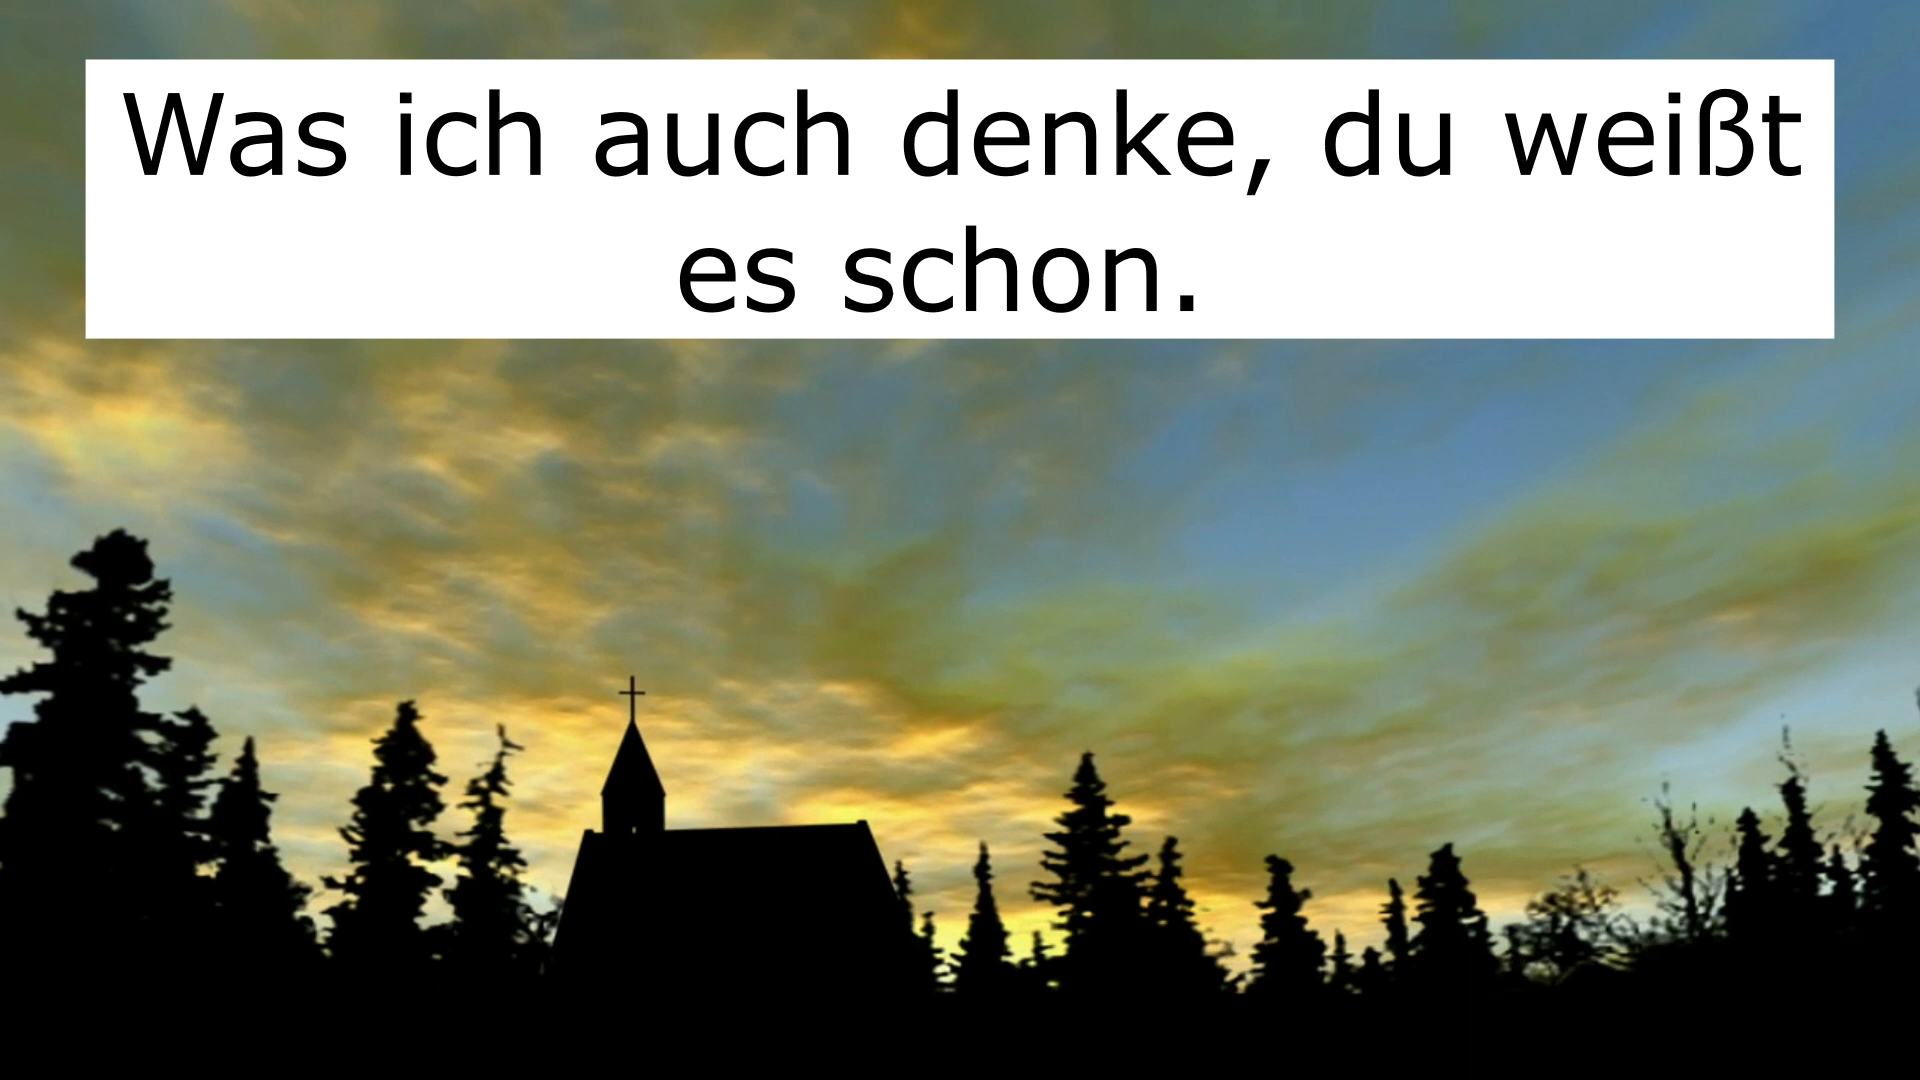 Was ich auch denke, du weißt
es schon.